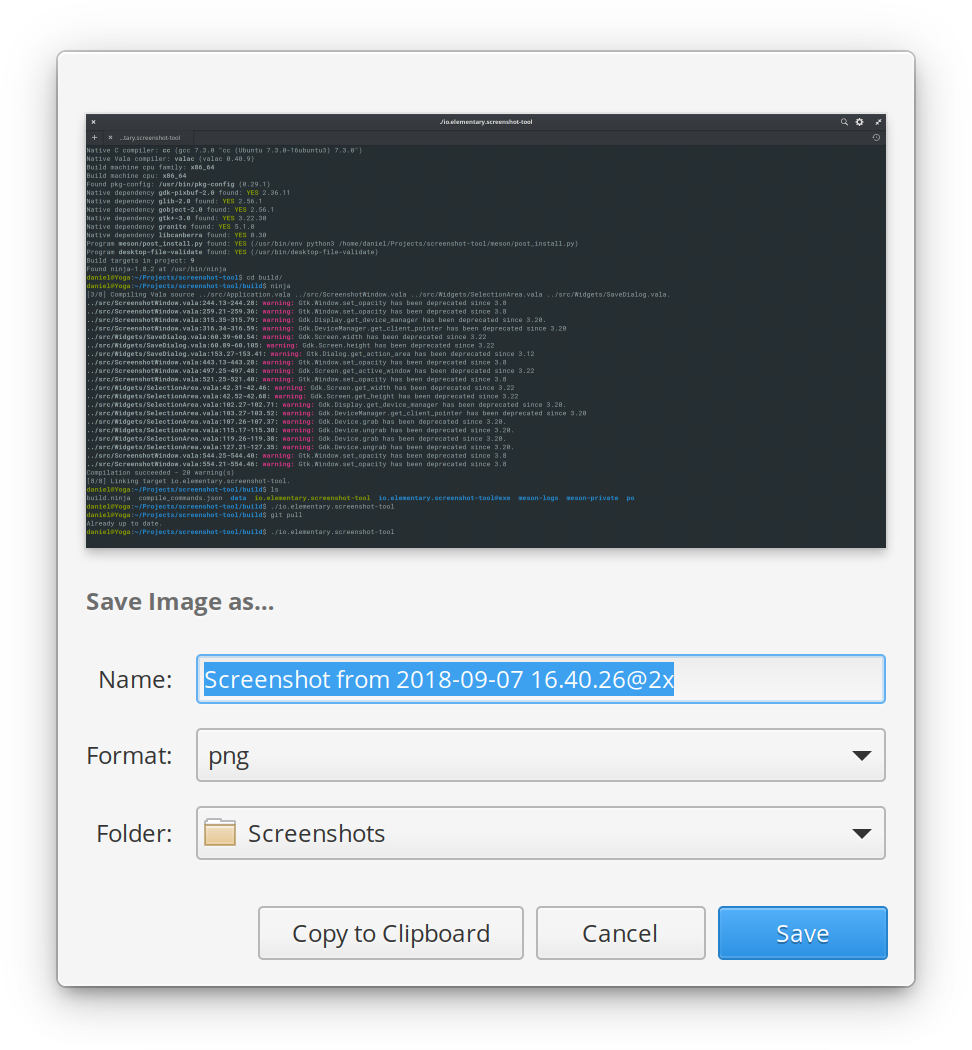 ./io.elementary.screenshot-tool
...tary.screenshot-tool
Native C compiler: cc (gcc 7.3.0 "cc (Ubuntu 7.3.0-16ubuntu3) 7.3.0")
Native Vala compiler: valac (valac 0.40.9)
Build machine cpu family: x86_64
Build machine cpu: x86_64
Found pkg-config: /usr/bin/pkg-config (0.29.1)
Native dependency gdk-pixbuf-2.0 found: YES 2.36.11
Native dependency glib-2.0 found: YES 2.56.1
Native dependency gobject-2.0 found: YES 2.56.1
Native dependency gtk+-3.0 found: YES 3.22.30
Native dependency granite found: YES 5.1.0
Native dependency libcanberra found: YES 0.30
Program meson/post_install.py found: YES (/usr/bin/env python3 /home/daniel/Projects/screenshot-tool/meson/post_install.py)
Program desktop-file-validate found: YES (/usr/bin/desktop-file-validate)
Build targets in project: 9
Found ninja-1.8.2 at /usr/bin/ninja
daniel@Yoga:~/Projects/screenshot-tool$ cd build/
daniel@Yoga:~/Projects/screenshot-tool/build$ ninja
[3/8] Compiling Vala source ../src/Application.vala ../src/ScreenshotWindow.vala ../src/Widgets/SelectionArea.vala ../src/Widgets/SaveDialog.vala.
../src/ScreenshotWindow.vala:244.13-244.28: warning: Gtk.Window.set_opacity has been deprecated since 3.8
../src/ScreenshotWindow.vala:259.21-259.36: warning: Gtk.Window.set_opacity has been deprecated since 3.8
../src/ScreenshotWindow.vala:315.35-315.79: warning: Gdk.Display.get_device_manager has been deprecated since 3.20.
../src/ScreenshotWindow.vala:316.34-316.59: warning: Gdk.DeviceManager.get_client_pointer has been deprecated since 3.20
../src/Widgets/SaveDialog.vala:60.39-60.54: warning: Gdk.Screen.width has been deprecated since 3.22
../src/Widgets/SaveDialog.vala:60.89-60.105: warning: Gdk.Screen.height has been deprecated since 3.22
../src/Widgets/SaveDialog.vala:153.27-153.41: warning: Gtk.Dialog.get_action_area has been deprecated since 3.12
../src/ScreenshotWindow.vala:443.13-443.28: warning: Gtk.Window.set_opacity has been deprecated since 3.8
../src/ScreenshotWindow.vala:497.25-497.48: warning: Gdk.Screen.get_active_window has been deprecated since 3.22
../src/ScreenshotWindow.vala:521.25-521.40: warning: Gtk.Window.set_opacity has been deprecated since 3.8
../src/Widgets/SelectionArea.vala:42.31-42.46: warning: Gdk.Screen.get_width has been deprecated since 3.22
../src/Widgets/SelectionArea.vala:42.52-42.68: warning: Gdk.Screen.get_height has been deprecated since 3.22
../src/Widgets/SelectionArea.vala:102.27-102.71: warning: Gdk.Display.get_device_manager has been deprecated since 3.20.
../src/Widgets/SelectionArea.vala:103.27-103.52: warning: Gdk.DeviceManager.get_client_pointer has been deprecated since 3.20
../src/Widgets/SelectionArea.vala:107.26-107.37: warning: Gdk.Device.grab has been deprecated since 3.20.
../src/Widgets/SelectionArea.vala:115.17-115.30: warning: Gdk.Device.ungrab has been deprecated since 3.20.
../src/Widgets/SelectionArea.vala:119.26-119.30: warning: Gdk.Device.grab has been deprecated since 3.20.
../src/Widgets/SelectionArea.vala:127.21-127.35: warning: Gdk.Device.ungrab has been deprecated since 3.20.
../src/ScreenshotWindow.vala:544.25-544.40: warning: Gtk.Window.set_opacity has been deprecated since 3.8
../src/ScreenshotWindow.vala:554.21-554.46: warning: Gtk.Window.set_opacity has been deprecated since 3.8
Compilation succeeded - 20 warning(s)
[8/8] Linking target io.elementary.screenshot-tool.
daniel@Yoga:~/Projects/screenshot-tool/build$ ls
build.ninja compile_commands.json data io.elementary.screenshot-tool io.elementary.screenshot-tool@exe meson-logs meson-private po
daniel@Yoga:~/Projects/screenshot-tool/build$ ./io.elementary.screenshot-tool
daniel@Yoga:~/Projects/screenshot-tool/build$ git pull
Already up to date.
daniel@Yoga:~/Projects/screenshot-tool/build$ ./io.elementary.screenshot-tool
Save Image as...
Name: Screenshot from 2018-09-07 16.40.26@2x
Format: png
Folder: Screenshots
Copy to Clipboard Cancel Save